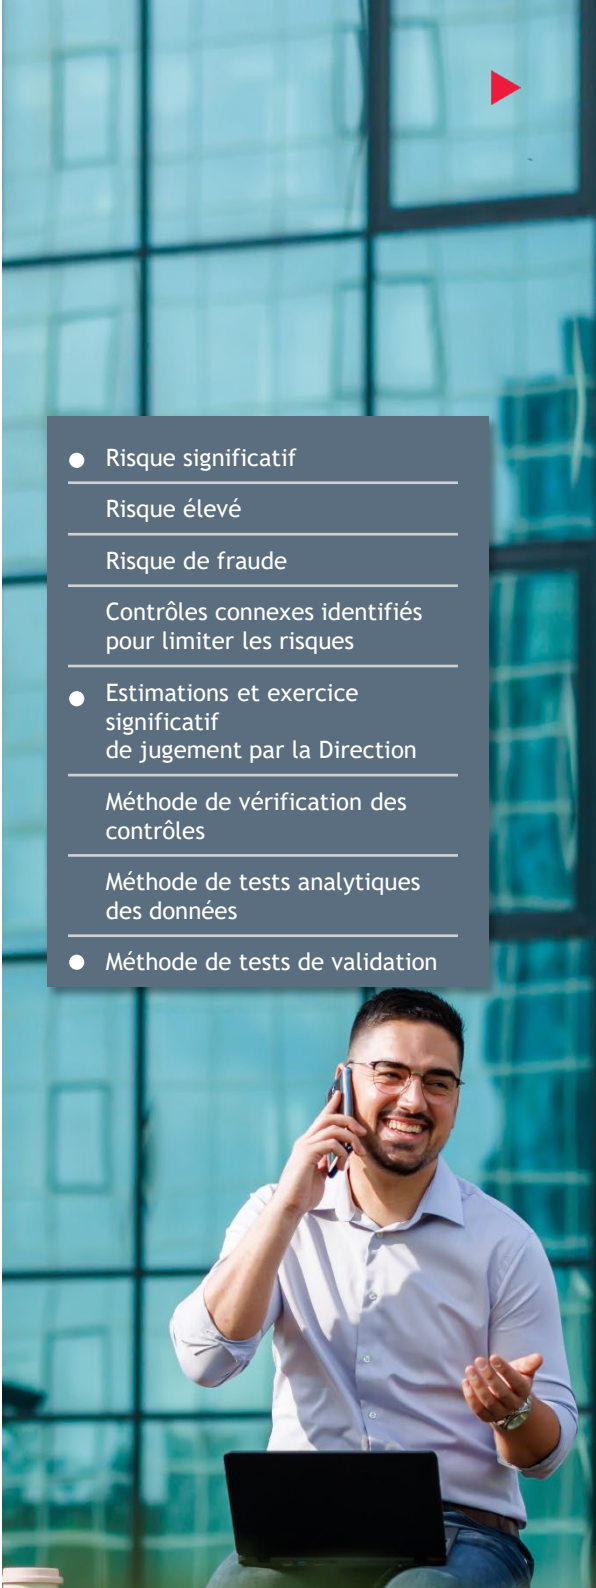 Risque significatif
Risque élevé
Risque de fraude
Contrôles connexes identifiés
pour limiter les risques
Estimations et exercice
significatif
de jugement par la Direction
Méthode de vérification des
contrôles
Méthode de tests analytiques
des données
Méthode de tests de validation